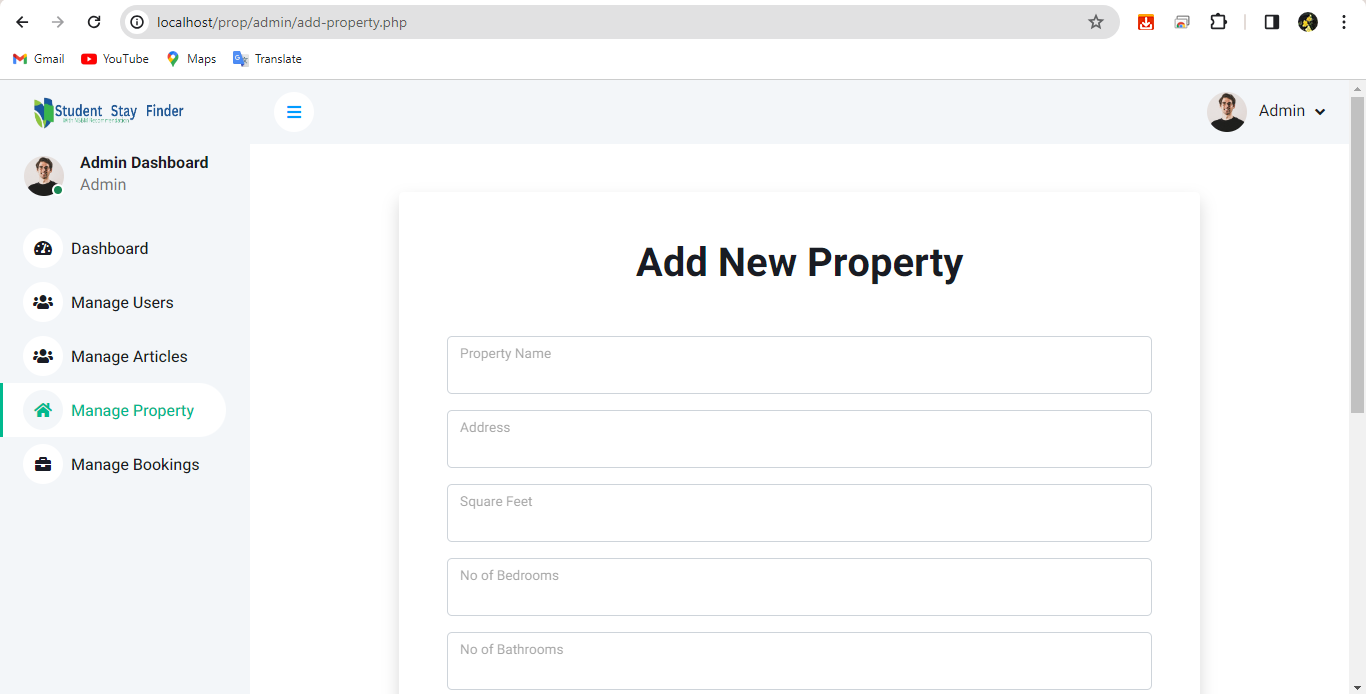 localhost/prop/admin/add-property.php
Gmail
YouTube
Maps
Translate
Student Stay Finder
Admin
Admin Dashboard
Admin
Dashboard
Manage Users
Manage Articles
Manage Property
Manage Bookings
Add New Property
Property Name
Address
Square Feet
No of Bedrooms
No of Bathrooms